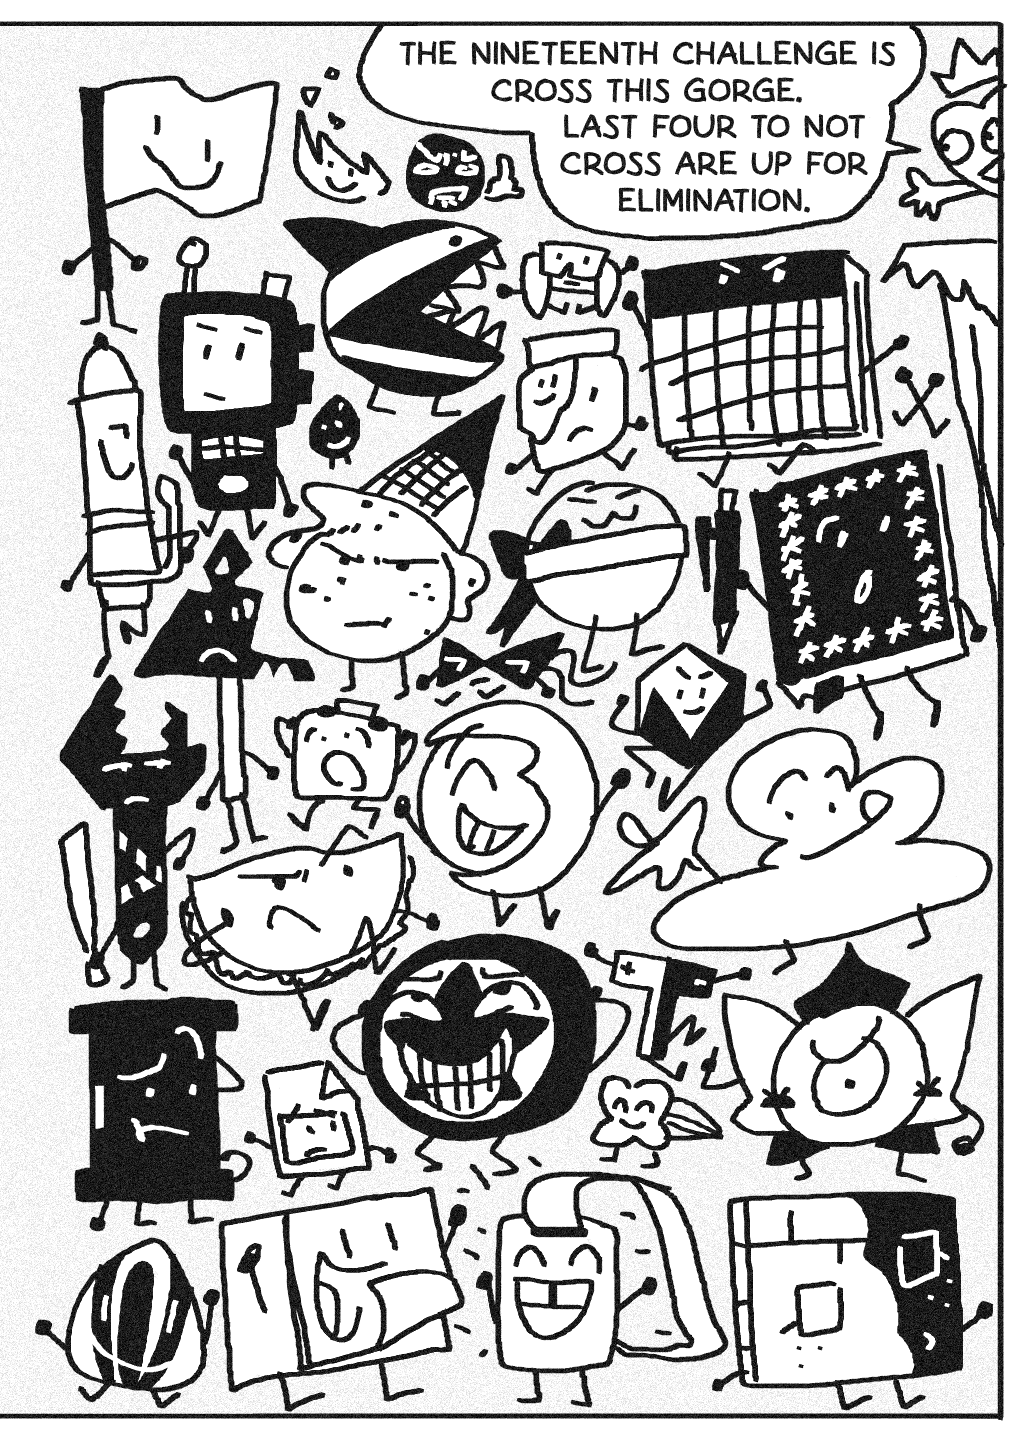 THE NINETEENTH CHALLENGE IS
CROSS THIS GORGE.
LAST FOUR TO NOT
CROSS ARE UP FOR
ELIMINATION.